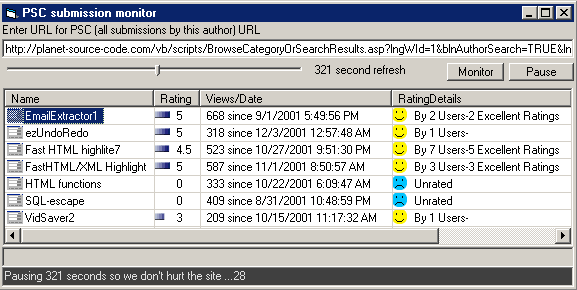 PSC submission monitor
Enter URL for PSC (all submissions by this author) URL
http://planet-source-code.com/vb/scripts/BrowseCategoryOrSearchResults.asp?lngWId=1&blnAuthorSearch=TRUE&ln
321 second refresh Monitor Pause
Name Rating Views/Date RatingDetails
EmailExtractor1 5 668 since 9/1/2001 5:49:56 PM By 2 Users-2 Excellent Ratings
ezUndoRedo 5 318 since 12/3/2001 12:57:48 AM By 1 Users-
Fast HTML highlite7 4.5 523 since 10/27/2001 9:51:30 PM By 7 Users-5 Excellent Ratings
FastHTML/XML Highlight 5 587 since 11/1/2001 8:50:57 AM By 3 Users-3 Excellent Ratings
HTML functions 0 333 since 10/22/2001 6:09:47 AM Unrated
SQL-escape 0 409 since 8/31/2001 10:48:59 PM Unrated
VidSaver2 3 209 since 10/15/2001 11:17:32 AM By 1 Users-
Pausing 321 seconds so we don't hurt the site ...28